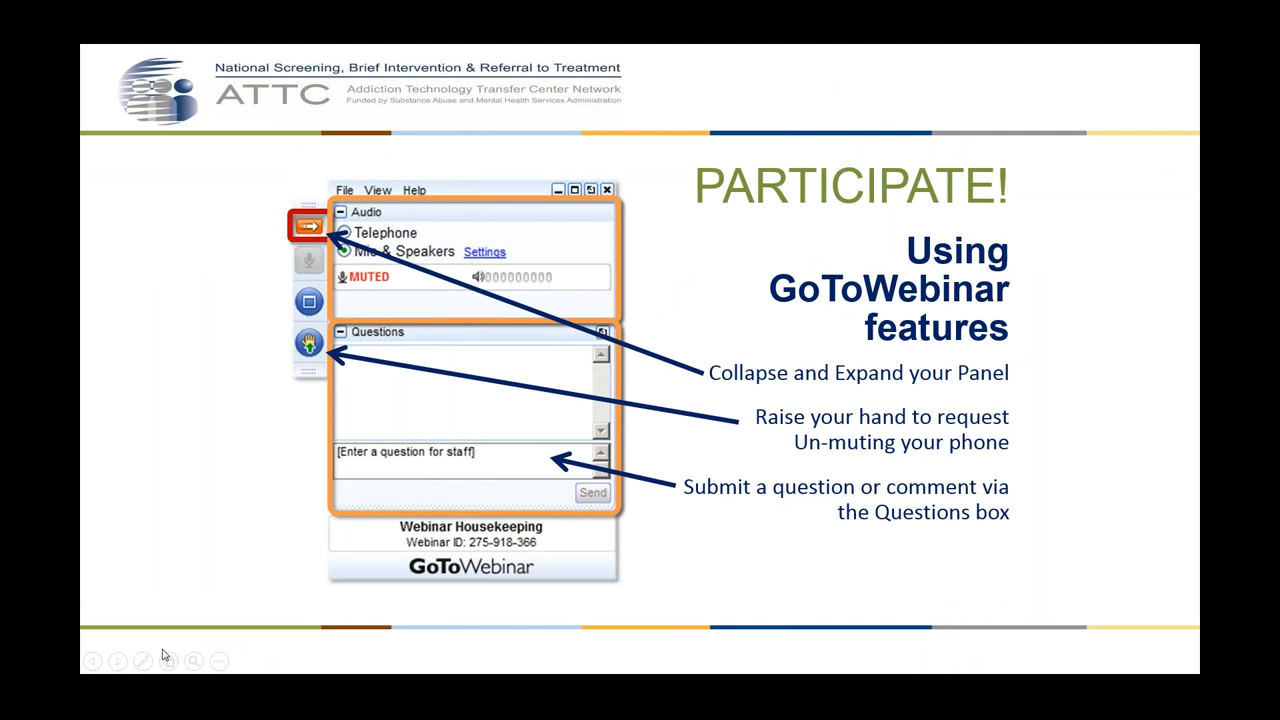 National Screening, Brief Intervention & Referral to Treatment
ATTC
Addiction Technology Transfer Center Network
Funded by Substance Abuse and Mental Health Services Administration
PARTICIPATE!
Using
GoToWebinar
features
Collapse and Expand your Panel
Raise your hand to request
Un-muting your phone
Submit a question or comment via
the Questions box
File View Help
Audio
Telephone
Mic & Speakers Settings
MUTED
Questions
[Enter a question for staff]
Send
Webinar Housekeeping
Webinar ID: 275-918-366
GoToWebinar